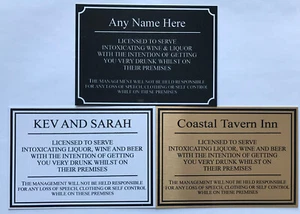 Any Name Here
LICENSED TO SERVE
INTOXICATING WINE & LIQUOR
WITH THE INTENTION OF GETTING
YOU VERY DRUNK WHILST ON
THEIR PREMISES
THE MANAGEMENT WILL NOT BE HELD RESPONSIBLE
FOR ANY LOSS OF SPEECH, CLOTHING OR SELF CONTROL
WHILE ON THESE PREMISES
KEV AND SARAH
LICENSED TO SERVE
INTOXICATING LIQUOR, WINE AND BEER
WITH THE INTENTION OF GETTING
YOU VERY DRUNK WHILST ON
THEIR PREMISES
THE MANAGEMENT WILL NOT BE HELD RESPONSIBLE
FOR ANY LOSS OF SPEECH, CLOTHING OR SELF CONTROL
WHILE ON THESE PREMISES
Coastal Tavern Inn
LICENSED TO SERVE
INTOXICATING LIQUOR, WINE AND BEER
WITH THE INTENTION OF GETTING
YOU VERY DRUNK WHILST ON
THEIR PREMISES
THE MANAGEMENT WILL NOT BE HELD RESPONSIBLE
FOR ANY LOSS OF SPEECH, CLOTHING OR SELF CONTROL
WHILE ON THESE PREMISES